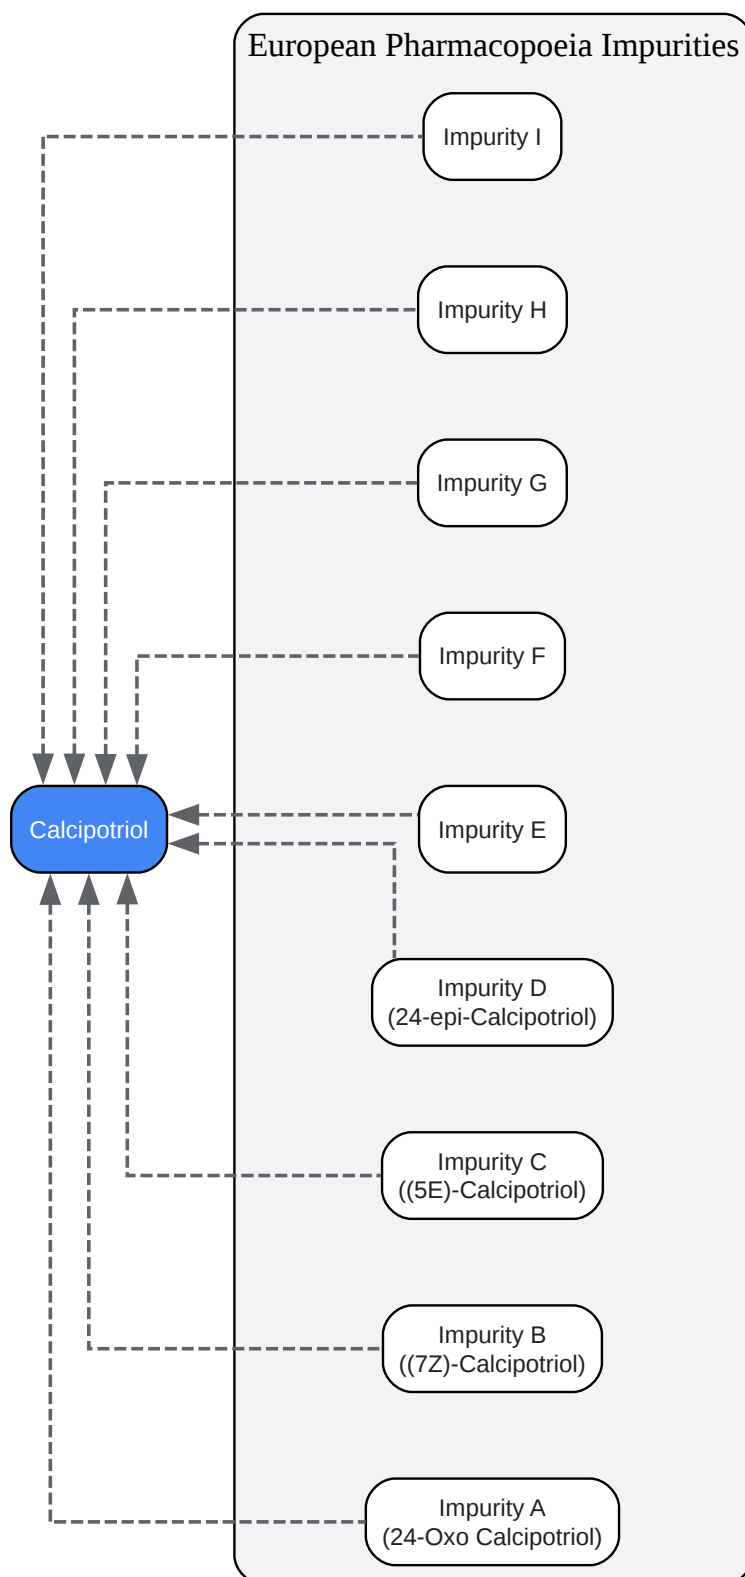 European Pharmacopoeia Impurities
Impurity I
Impurity H
Impurity G
Impurity F
Calcipotriol
Impurity E
Impurity D
(24-epi-Calcipotriol)
Impurity C
((5E)-Calcipotriol)
Impurity B
((7Z)-Calcipotriol)
Impurity A
(24-Oxo Calcipotriol)